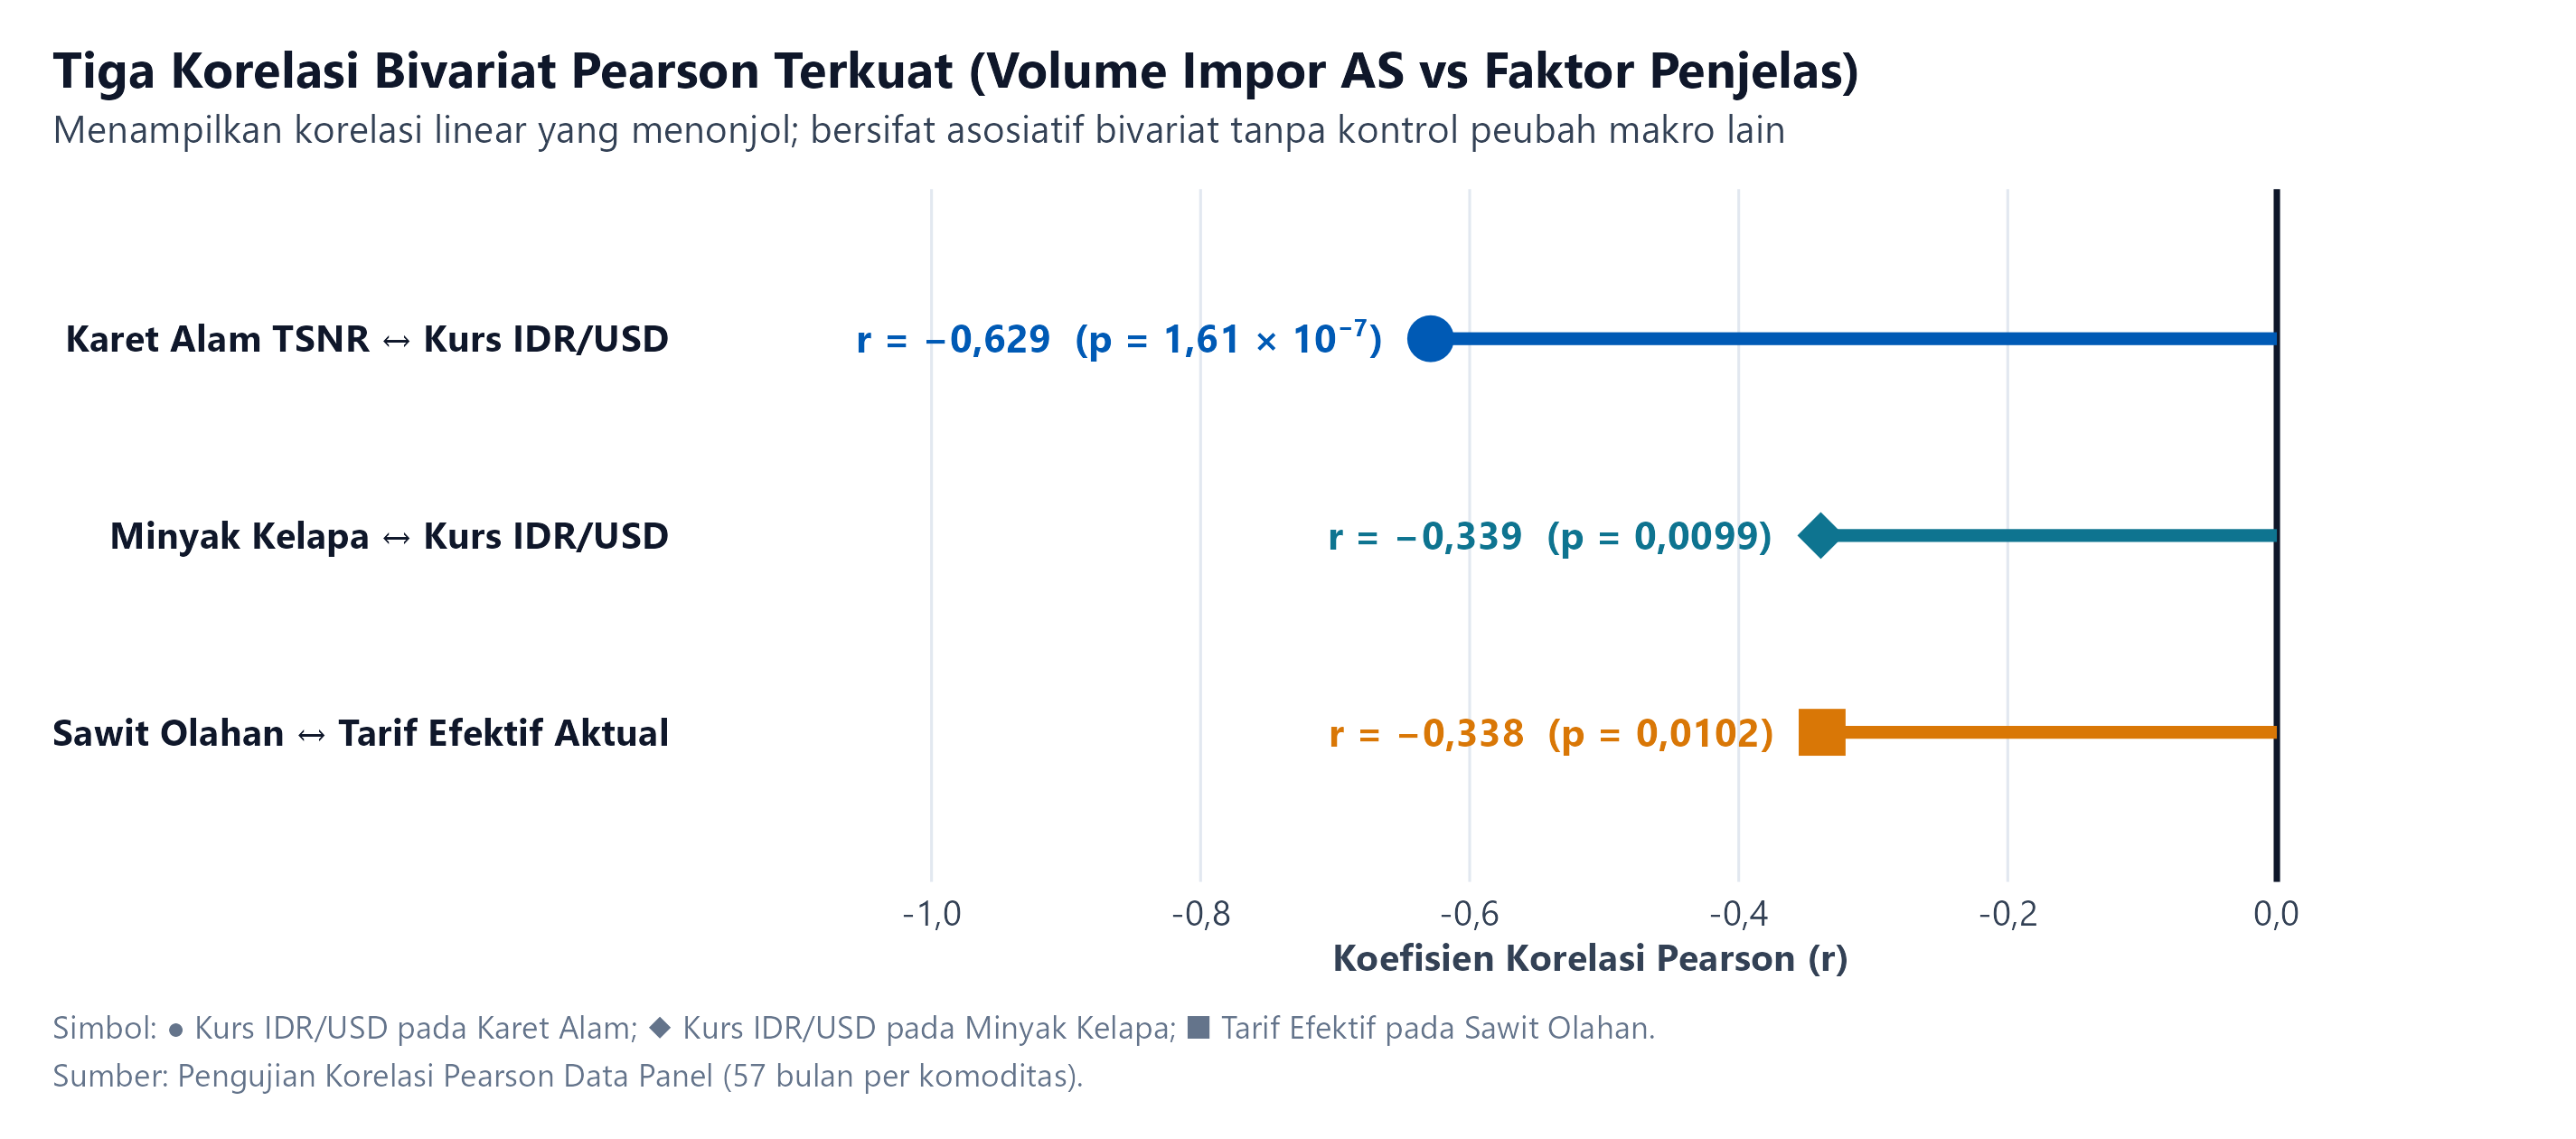 Tiga Korelasi Bivariat Pearson Terkuat (Volume Impor AS vs Faktor Penjelas)
Menampilkan korelasi linear yang menonjol; bersifat asosiatif bivariat tanpa kontrol peubah makro lain
Karet Alam TSNR ↔ Kurs IDR/USD
r = −0,629 (p = 1,61 × 10⁻⁷)
Minyak Kelapa ↔ Kurs IDR/USD
r = −0,339 (p = 0,0099)
Sawit Olahan ↔ Tarif Efektif Aktual
r = −0,338 (p = 0,0102)
-1,0 -0,8 -0,6 -0,4 -0,2 0,0
Koefisien Korelasi Pearson (r)
Simbol: ● Kurs IDR/USD pada Karet Alam; ◆ Kurs IDR/USD pada Minyak Kelapa; ■ Tarif Efektif pada Sawit Olahan.
Sumber: Pengujian Korelasi Pearson Data Panel (57 bulan per komoditas).